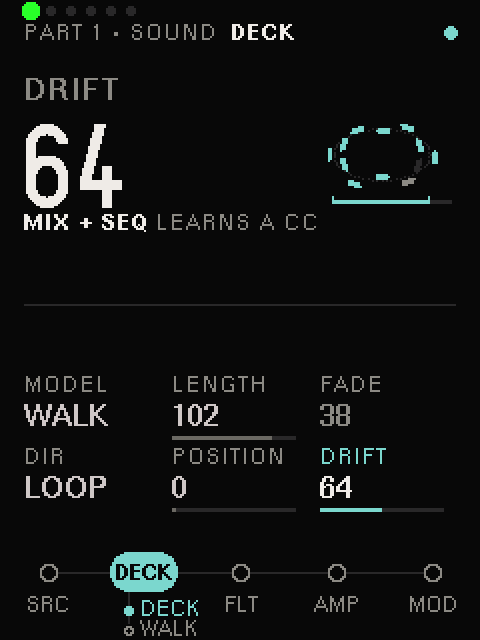 PART 1 · SOUND DECK
DRIFT
64
MIX + SEQ LEARNS A CC
MODEL LENGTH FADE
WALK 102 38
DIR POSITION DRIFT
LOOP 0 64
DECK
SRC DECK FLT AMP MOD
WALK